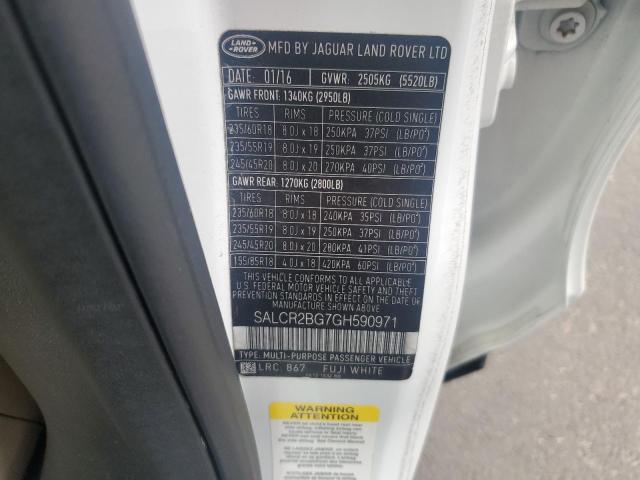 LAND ROVER MFD BY JAGUAR LAND ROVER LTD
DATE: 01/16 GVWR: 2505KG (5520LB)
GAWR FRONT: 1340KG (2950LB)
TIRES RIMS PRESSURE (COLD SINGLE)
235/60R18 8.0J x 18 250KPA 37PSI (LB/PO²)
235/55R19 8.0J x 19 250KPA 37PSI (LB/PO²)
245/45R20 8.0J x 20 270KPA 40PSI (LB/PO²)
GAWR REAR: 1270KG (2800LB)
TIRES RIMS PRESSURE (COLD SINGLE)
235/60R18 8.0J x 18 240KPA 35PSI (LB/PO²)
235/55R19 8.0J x 19 250KPA 37PSI (LB/PO²)
245/45R20 8.0J x 20 280KPA 41PSI (LB/PO²)
155/85R18 4.0J x 18 420KPA 60PSI (LB/PO²)
THIS VEHICLE CONFORMS TO ALL APPLICABLE
U.S. FEDERAL MOTOR VEHICLE SAFETY AND THEFT
PREVENTION STANDARDS IN EFFECT ON THE DATE OF
MANUFACTURE SHOWN ABOVE.
SALCR2BG7GH590971
TYPE: MULTI-PURPOSE PASSENGER VEHICLE
LRC 867 FUJI WHITE
WARNING
ATTENTION